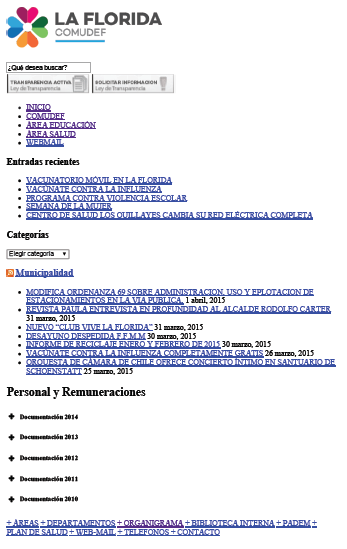 LA FLORIDA
COMUDEF
¿Qué desea buscar?
TRANSPARENCIA ACTIVA
Ley de Transparencia
SOLICITAR INFORMACIÓN
Ley de Transparencia
INICIO
COMUDEF
ÁREA EDUCACIÓN
ÁREA SALUD
WEBMAIL
Entradas recientes
VACUNATORIO MÓVIL EN LA FLORIDA
VACÚNATE CONTRA LA INFLUENZA
PROGRAMA CONTRA VIOLENCIA ESCOLAR
SEMANA DE LA MUJER
CENTRO DE SALUD LOS QUILLAYES CAMBIA SU RED ELÉCTRICA COMPLETA
Categorías
Elegir categoría
Municipalidad
MODIFICA ORDENANZA 69 SOBRE ADMINISTRACION, USO Y EPLOTACION DE
ESTACIONAMIENTOS EN LA VIA PUBLICA. 1 abril, 2015
REVISTA PAULA ENTREVISTA EN PROFUNDIDAD AL ALCALDE RODOLFO CARTER
31 marzo, 2015
NUEVO “CLUB VIVE LA FLORIDA” 31 marzo, 2015
DESAYUNO DESPEDIDA F.F.M.M 30 marzo, 2015
INFORME DE RECICLAJE ENERO Y FEBRERO DE 2015 30 marzo, 2015
VACÚNATE CONTRA LA INFLUENZA COMPLETAMENTE GRATIS 26 marzo, 2015
ORQUESTA DE CÁMARA DE CHILE OFRECE CONCIERTO ÍNTIMO EN SANTUARIO DE
SCHOENSTATT 25 marzo, 2015
Personal y Remuneraciones
Documentación 2014
Documentación 2013
Documentación 2012
Documentación 2011
Documentación 2010
+ ÁREAS + DEPARTAMENTOS + ORGANIGRAMA + BIBLIOTECA INTERNA + PADEM +
PLAN DE SALUD + WEB-MAIL + TELEFONOS + CONTACTO